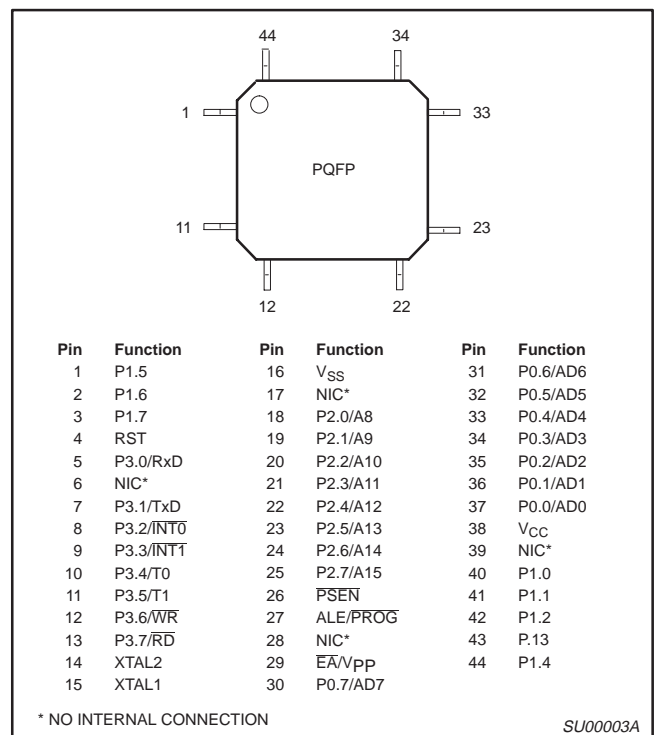 44 34
1 33
PQFP
11 23
12 22
Pin Function Pin Function Pin Function
1 P1.5 16 VSS 31 P0.6/AD6
2 P1.6 17 NIC* 32 P0.5/AD5
3 P1.7 18 P2.0/A8 33 P0.4/AD4
4 RST 19 P2.1/A9 34 P0.3/AD3
5 P3.0/RxD 20 P2.2/A10 35 P0.2/AD2
6 NIC* 21 P2.3/A11 36 P0.1/AD1
7 P3.1/TxD 22 P2.4/A12 37 P0.0/AD0
8 P3.2/I̅N̅T̅0̅ 23 P2.5/A13 38 VCC
9 P3.3/I̅N̅T̅1̅ 24 P2.6/A14 39 NIC*
10 P3.4/T0 25 P2.7/A15 40 P1.0
11 P3.5/T1 26 P̅S̅E̅N̅ 41 P1.1
12 P3.6/W̅R̅ 27 ALE/P̅R̅O̅G̅ 42 P1.2
13 P3.7/R̅D̅ 28 NIC* 43 P.13
14 XTAL2 29 E̅A̅/VPP 44 P1.4
15 XTAL1 30 P0.7/AD7
* NO INTERNAL CONNECTION
SU00003A